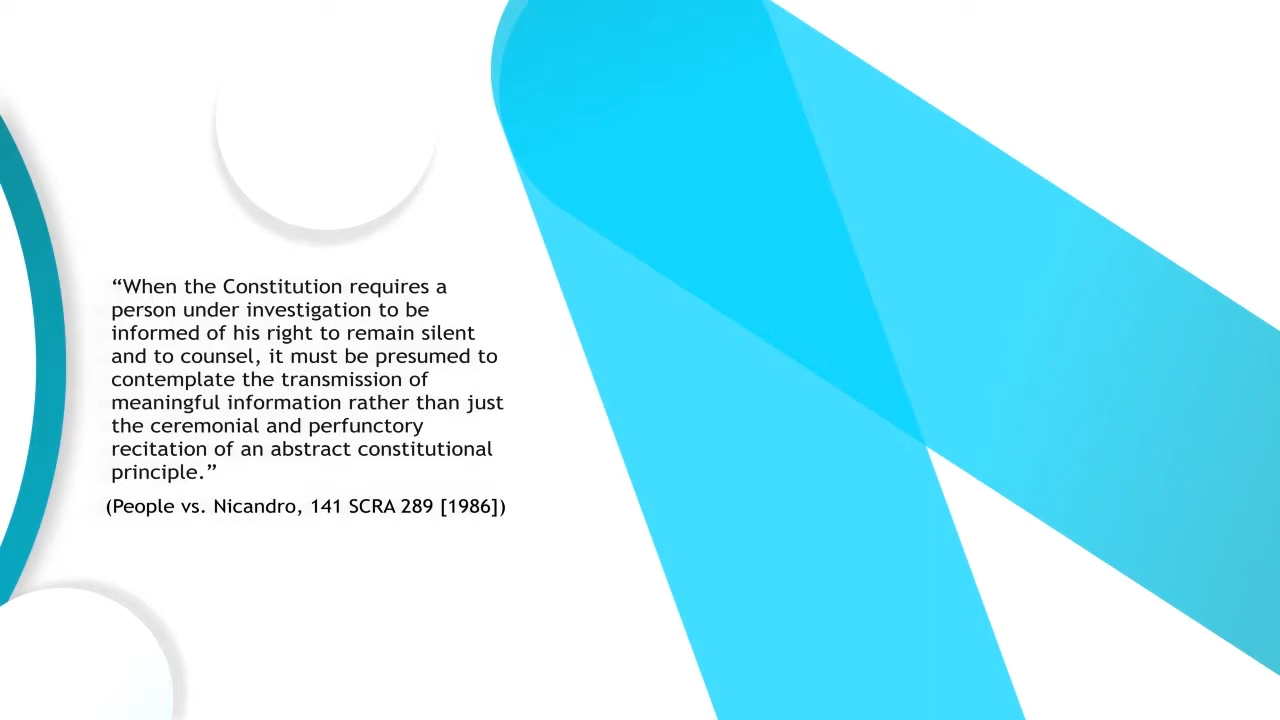 “When the Constitution requires a
person under investigation to be
informed of his right to remain silent
and to counsel, it must be presumed to
contemplate the transmission of
meaningful information rather than just
the ceremonial and perfunctory
recitation of an abstract constitutional
principle.”
(People vs. Nicandro, 141 SCRA 289 [1986])